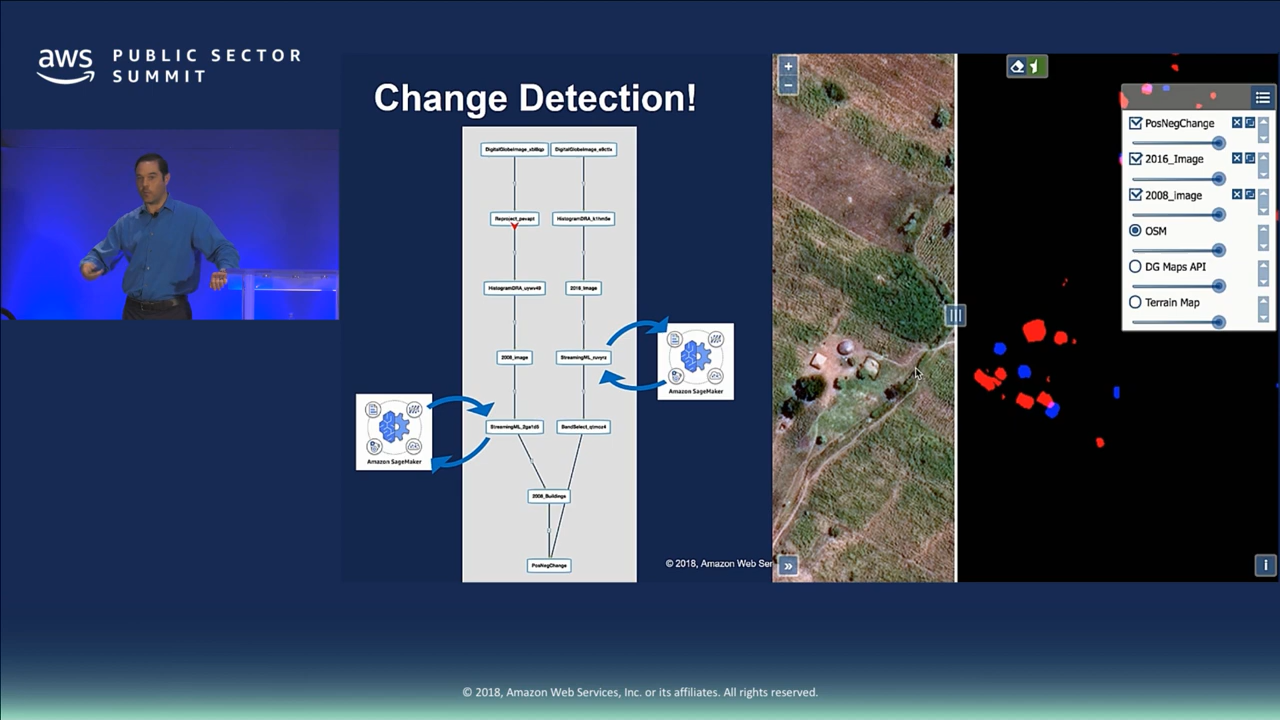 aws
PUBLIC SECTOR
SUMMIT
Change Detection!
Reproject_pevapt
2016_Image
2008_image
Amazon SageMaker
Amazon SageMaker
2008_Buildings
PosNegChange
© 2018, Amazon Web Ser
+
−
PosNegChange
2016_Image
2008_image
OSM
DG Maps API
Terrain Map
»
i
© 2018, Amazon Web Services, Inc. or its affiliates. All rights reserved.